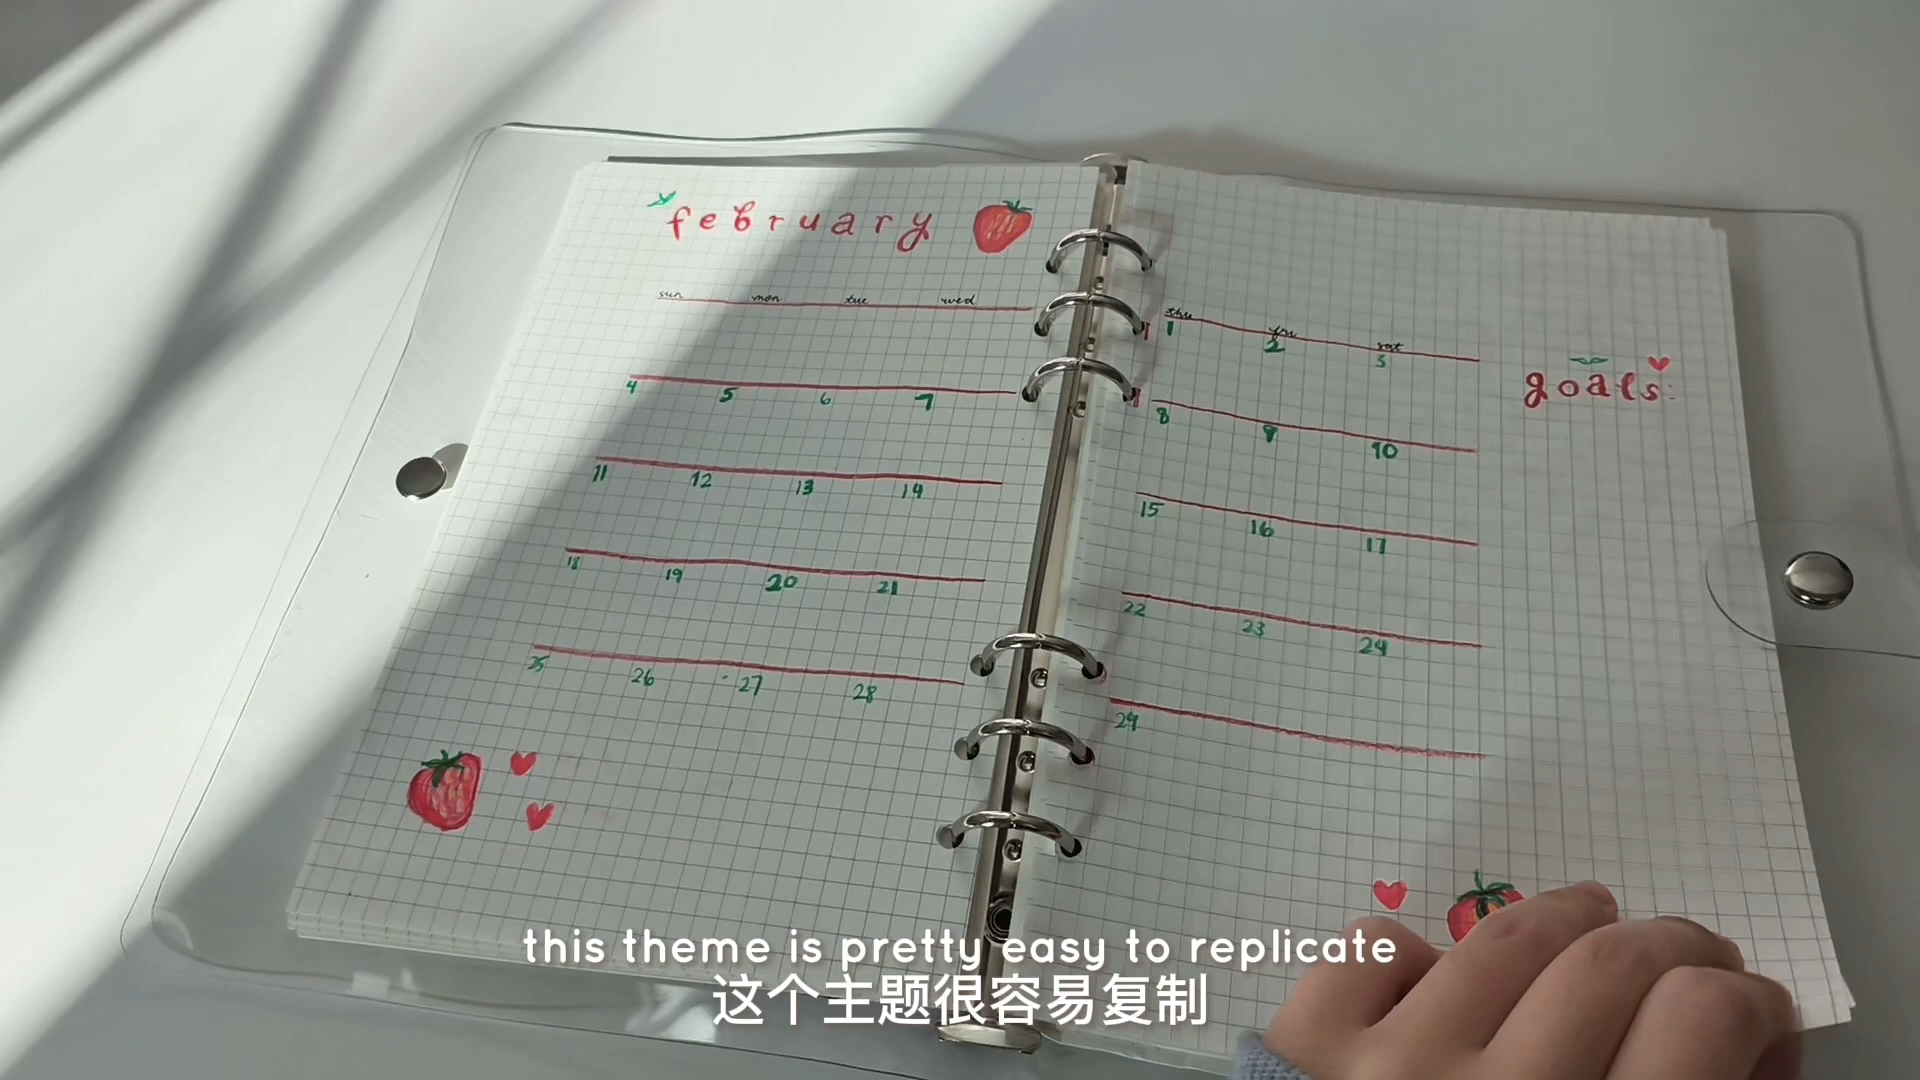 february
sun mon tue wed
thu fri sat
1 2 3
goals:
4 5 6 7
8 9 10
11 12 13 14
15 16 17
18 19 20 21
22 23 24
25 26 27 28
29
this theme is pretty easy to replicate
这个主题很容易复制